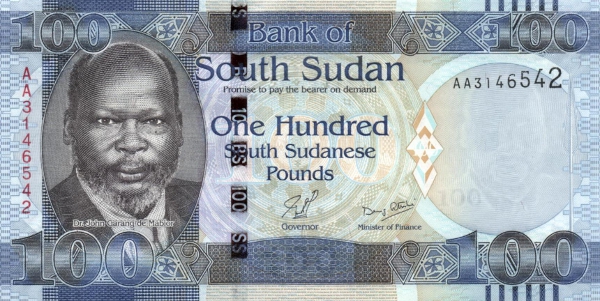 100
Bank of
100
South Sudan
Promise to pay the bearer on demand
AA3146542
AA3146542
One Hundred
South Sudanese
Pounds
100
100
Dr. John Garang de Mabior
Governor
Minister of Finance
100
100